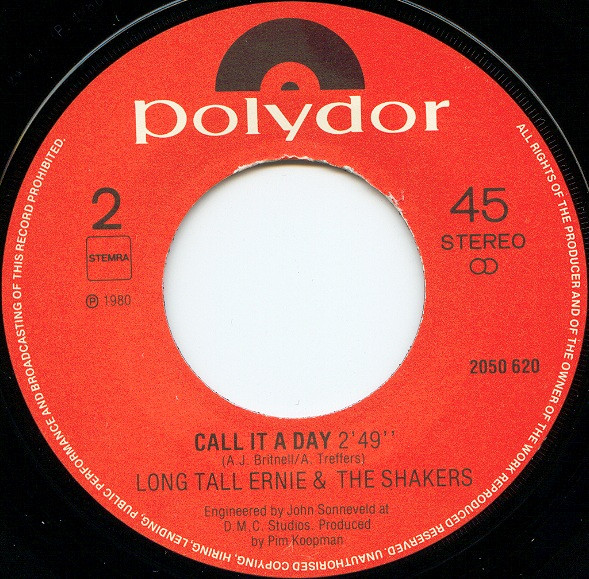 polydor
2
45
STEREO
STEMRA
℗ 1980
2050 620
CALL IT A DAY 2'49''
(A.J. Britnell/A. Treffers)
LONG TALL ERNIE & THE SHAKERS
Engineered by John Sonneveld at
D.M.C. Studios. Produced
by Pim Koopman
ALL RIGHTS OF THE PRODUCER AND OF THE OWNER OF THE WORK REPRODUCED RESERVED. UNAUTHORISED COPYING, HIRING, LENDING, PUBLIC PERFORMANCE AND BROADCASTING OF THIS RECORD PROHIBITED.